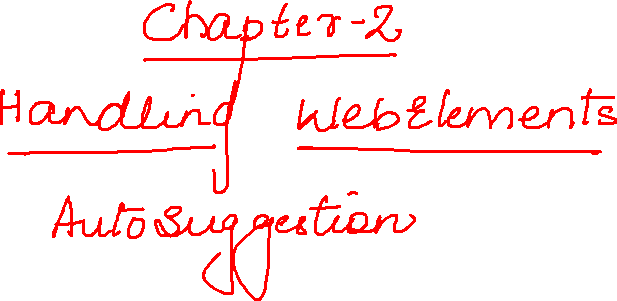 Chapter-2
Handling WebElements
AutoSuggestion